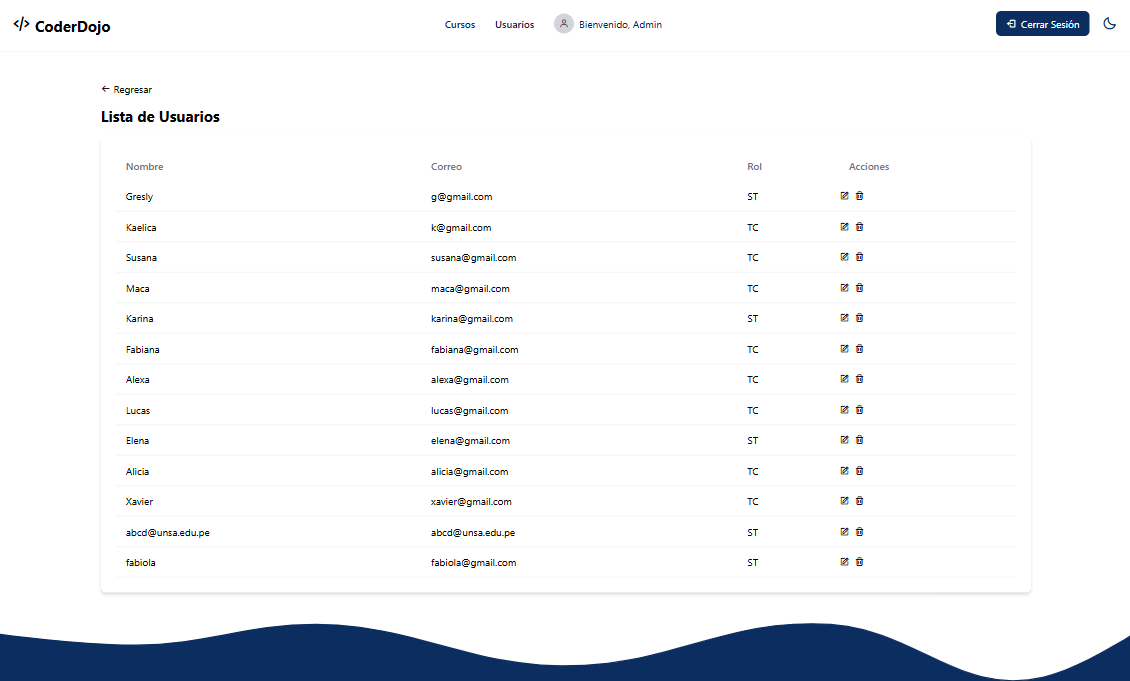 </> CoderDojo Cursos Usuarios Bienvenido, Admin Cerrar Sesión
← Regresar
Lista de Usuarios
Nombre Correo Rol Acciones
Gresly g@gmail.com ST
Kaelica k@gmail.com TC
Susana susana@gmail.com TC
Maca maca@gmail.com TC
Karina karina@gmail.com ST
Fabiana fabiana@gmail.com TC
Alexa alexa@gmail.com TC
Lucas lucas@gmail.com TC
Elena elena@gmail.com ST
Alicia alicia@gmail.com TC
Xavier xavier@gmail.com TC
abcd@unsa.edu.pe abcd@unsa.edu.pe ST
fabiola fabiola@gmail.com ST